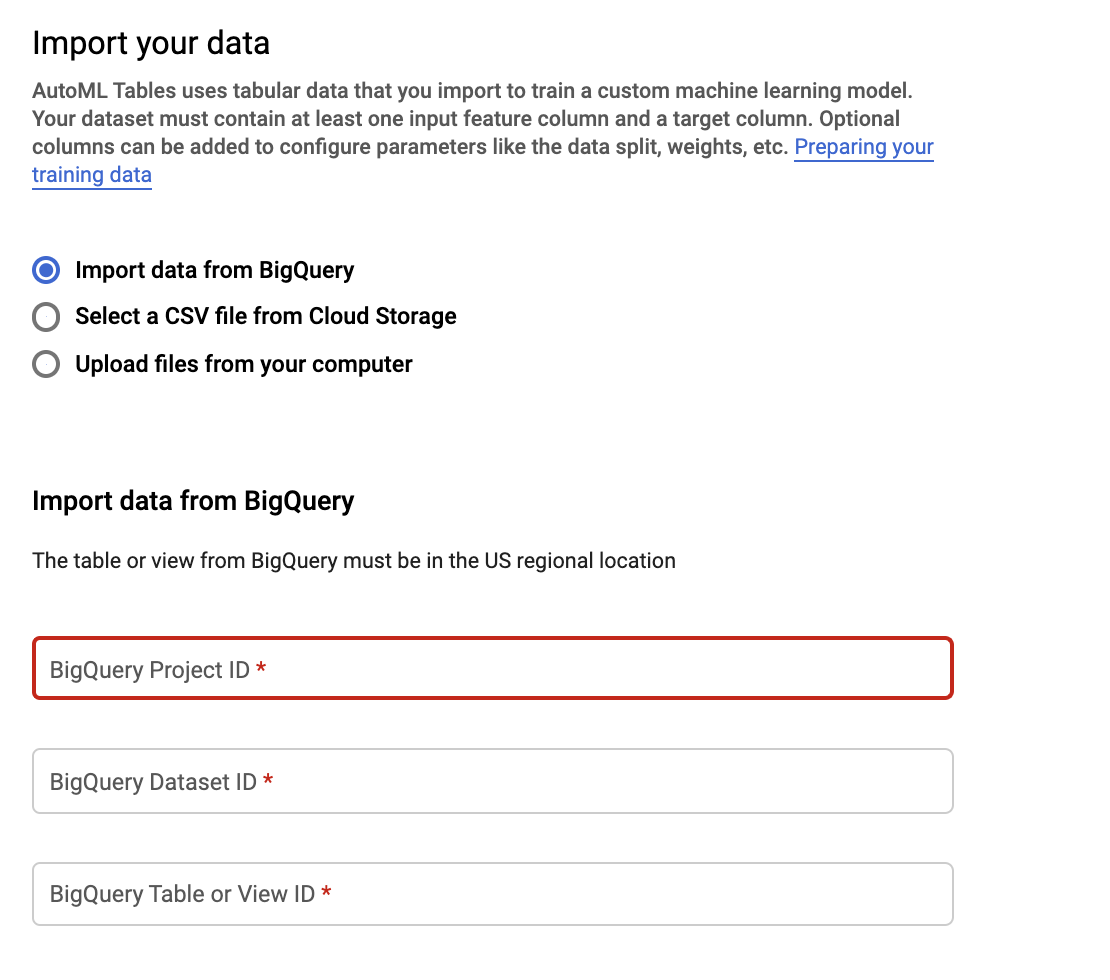 Import your data
AutoML Tables uses tabular data that you import to train a custom machine learning model.
Your dataset must contain at least one input feature column and a target column. Optional
columns can be added to configure parameters like the data split, weights, etc. Preparing your
training data
Import data from BigQuery
Select a CSV file from Cloud Storage
Upload files from your computer
Import data from BigQuery
The table or view from BigQuery must be in the US regional location
BigQuery Project ID *
BigQuery Dataset ID *
BigQuery Table or View ID *